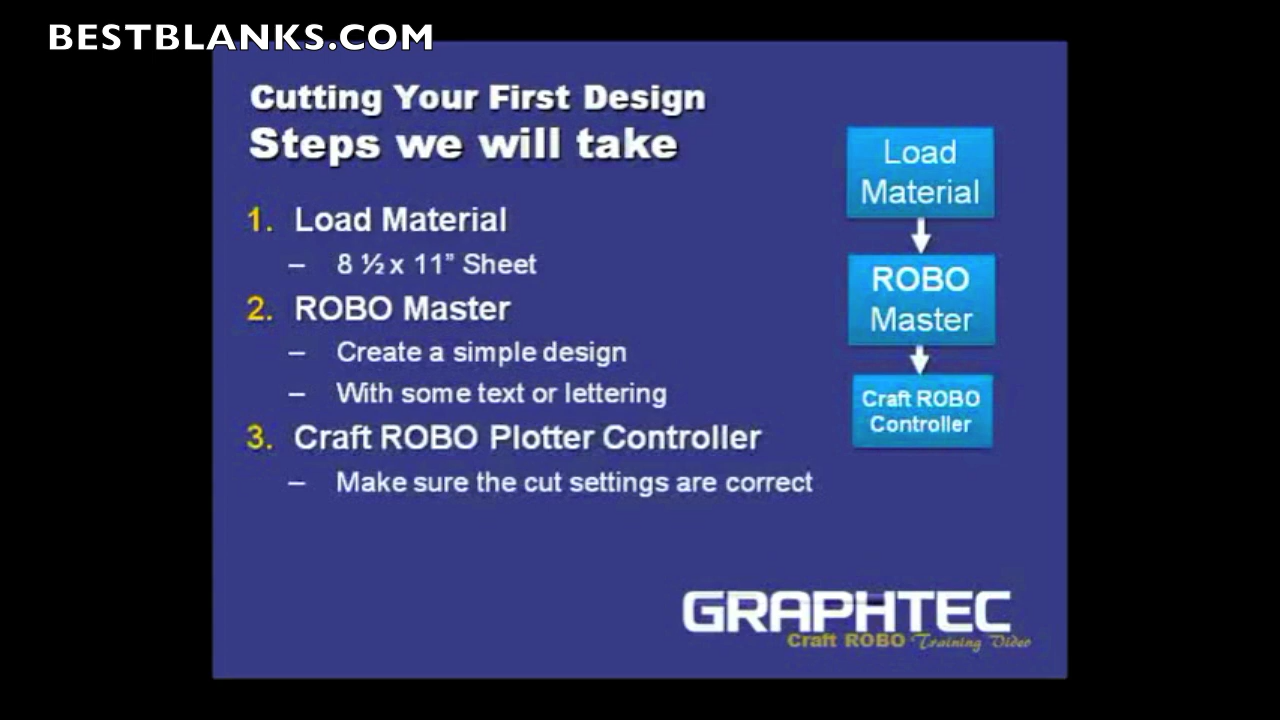 BESTBLANKS.COM
Cutting Your First Design
Steps we will take
1. Load Material
– 8 ½ x 11” Sheet
2. ROBO Master
– Create a simple design
– With some text or lettering
3. Craft ROBO Plotter Controller
– Make sure the cut settings are correct
Load
Material
ROBO
Master
Craft ROBO
Controller
GRAPHTEC
Craft ROBO Training Video